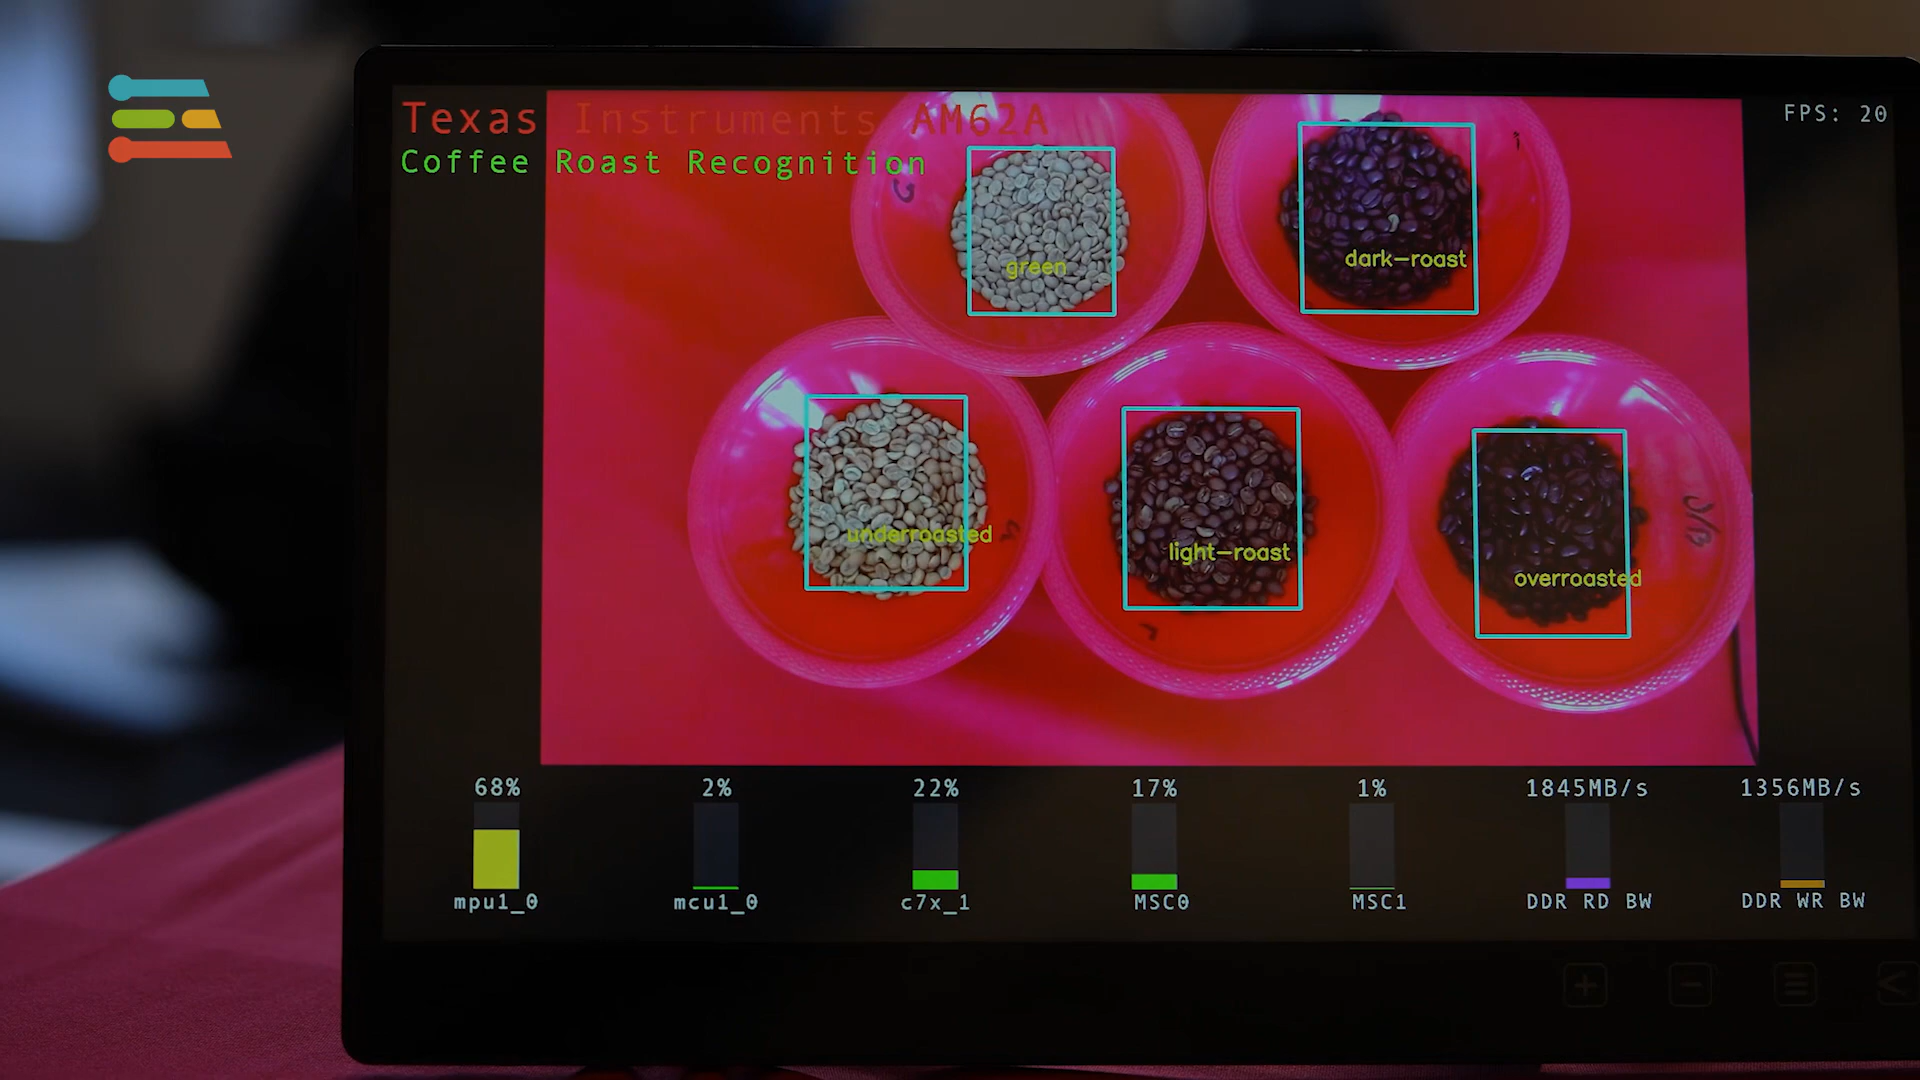 Texas Instruments AM62A
FPS: 20
Coffee Roast Recognition
green
dark-roast
underroasted
light-roast
overroasted
68%
2%
22%
17%
1%
1845MB/s
1356MB/s
mpu1_0
mcu1_0
c7x_1
MSC0
MSC1
DDR RD BW
DDR WR BW